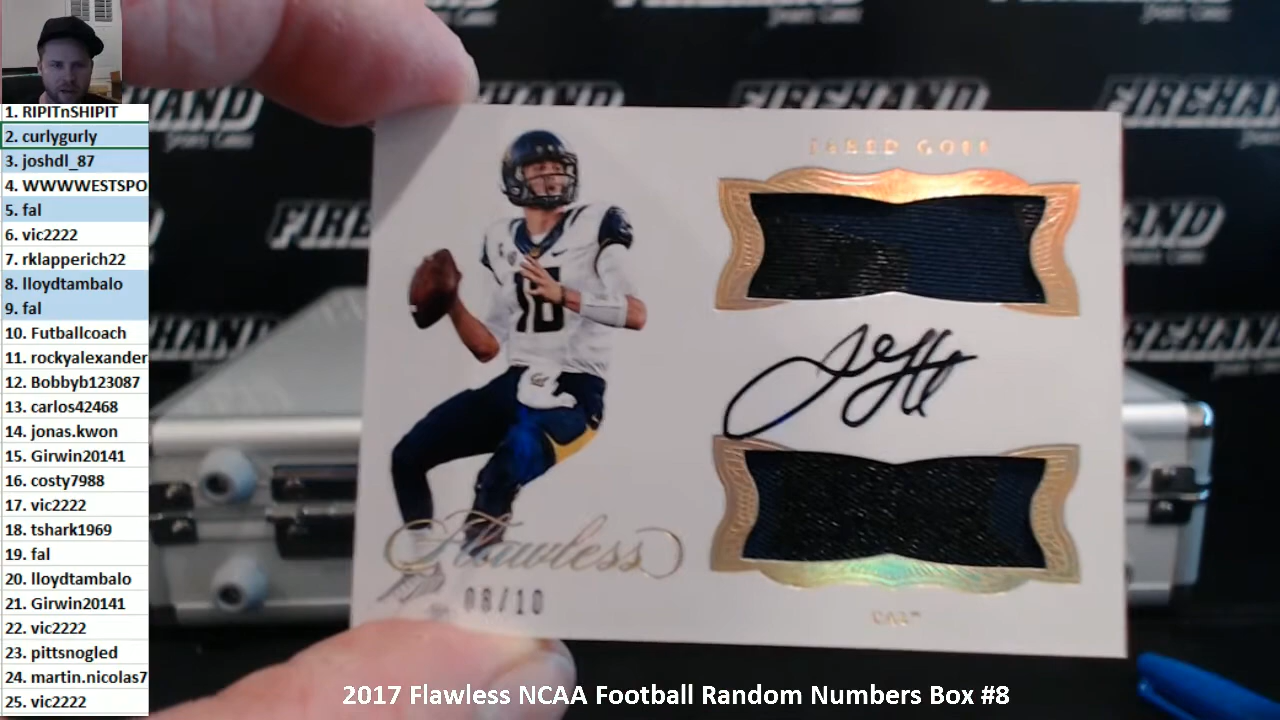 1. RIPITnSHIPIT
2. curlygurly
3. joshdl_87
4. WWWWESTSPO
5. fal
6. vic2222
7. rklapperich22
8. lloydtambalo
9. fal
10. Futballcoach
11. rockyalexander
12. Bobbyb123087
13. carlos42468
14. jonas.kwon
15. Girwin20141
16. costy7988
17. vic2222
18. tshark1969
19. fal
20. lloydtambalo
21. Girwin20141
22. vic2222
23. pittsnogled
24. martin.nicolas7
25. vic2222
FIREHAND
JARED GOFF
16
Flawless
08/10
CAL
2017 Flawless NCAA Football Random Numbers Box #8